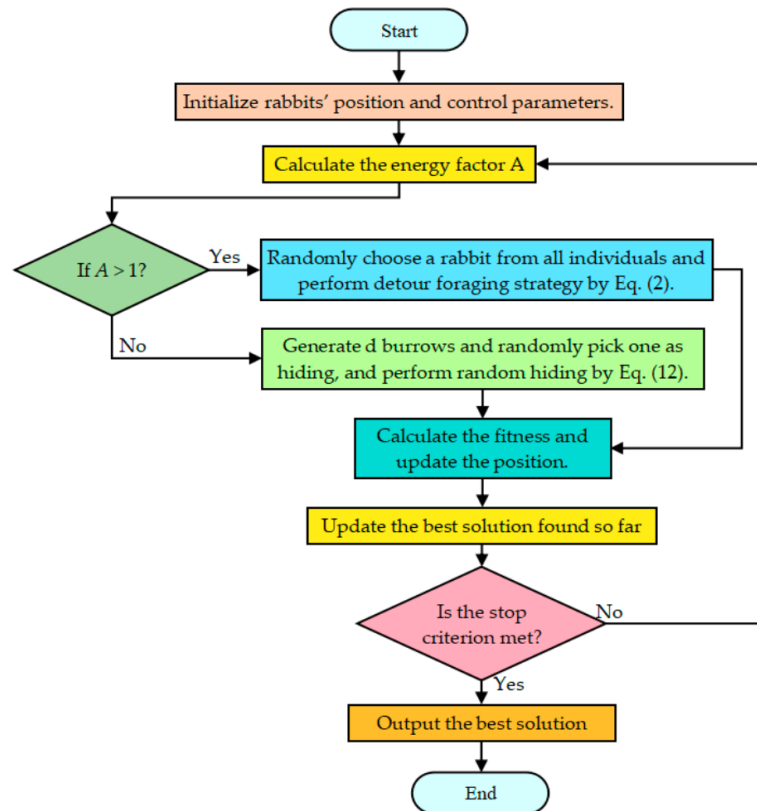 Start
Initialize rabbits’ position and control parameters.
Calculate the energy factor A
If A > 1?
Yes
Randomly choose a rabbit from all individuals and
perform detour foraging strategy by Eq. (2).
No
Generate d burrows and randomly pick one as
hiding, and perform random hiding by Eq. (12).
Calculate the fitness and
update the position.
Update the best solution found so far
Is the stop
criterion met?
No
Yes
Output the best solution
End